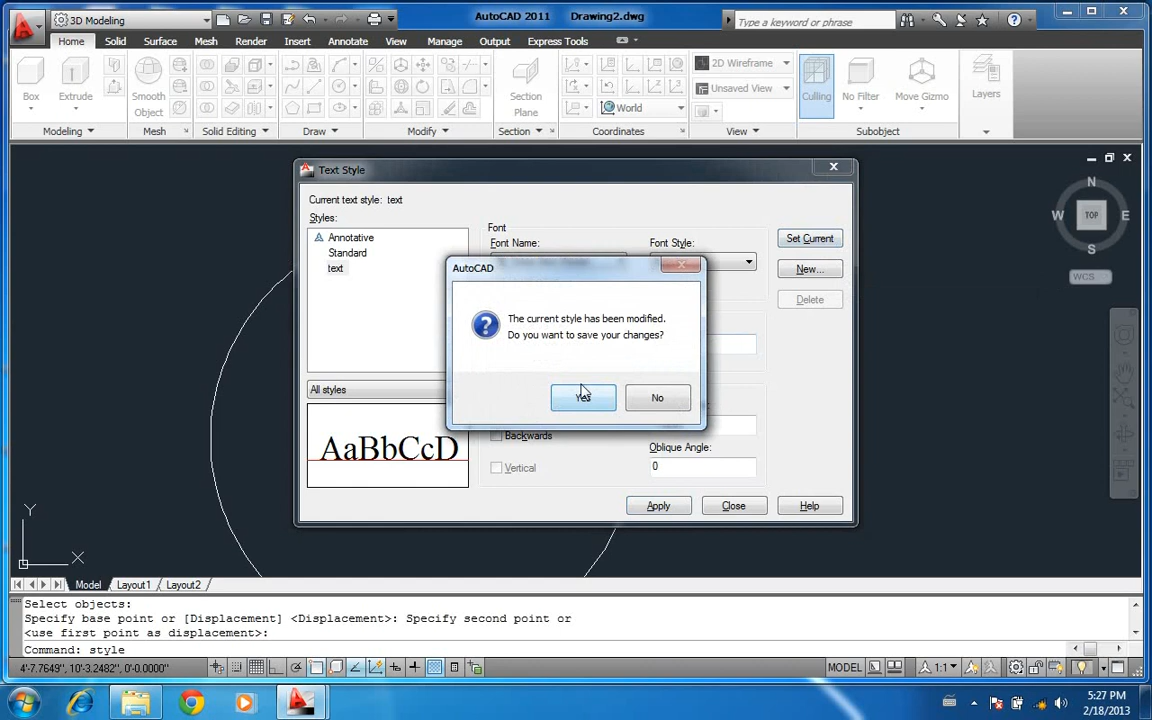 3D Modeling
AutoCAD 2011 Drawing2.dwg
Type a keyword or phrase
Home Solid Surface Mesh Render Insert Annotate View Manage Output Express Tools
2D Wireframe
Unsaved View
World
Box Extrude Smooth Object Section Plane Culling No Filter Move Gizmo Layers
Modeling Mesh Solid Editing Draw Modify Section Coordinates View Subobject
Text Style
Current text style: text
Styles:
Annotative
Standard
text
Font
Font Name:
Font Style:
Set Current
New...
Delete
AutoCAD
The current style has been modified.
Do you want to save your changes?
Yes No
All styles
AaBbCcD
Backwards
Vertical
Oblique Angle:
0
Apply Close Help
N
W TOP E
S
WCS
Y
X
Model Layout1 Layout2
Select objects:
Specify base point or [Displacement] <Displacement>: Specify second point or
<use first point as displacement>:
Command: style
4'-7.7649", 10'-3.2482", 0'-0.0000"
MODEL
1:1
5:27 PM
2/18/2013